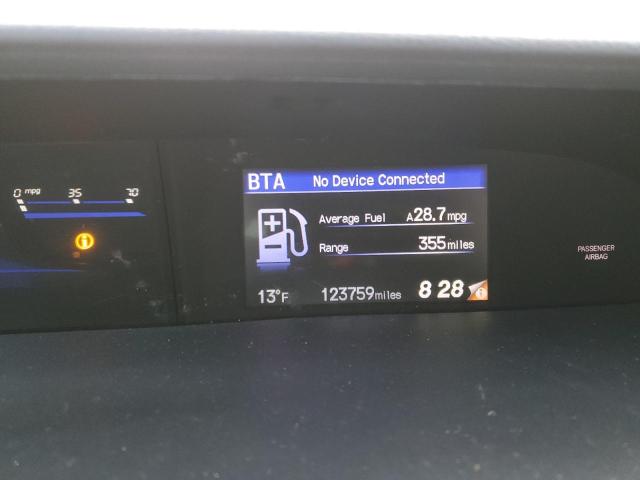 BTA No Device Connected
0 mpg 35 70
Average Fuel A28.7mpg
Range 355miles
i
PASSENGER
AIRBAG
13°F 123759miles 8 28 i